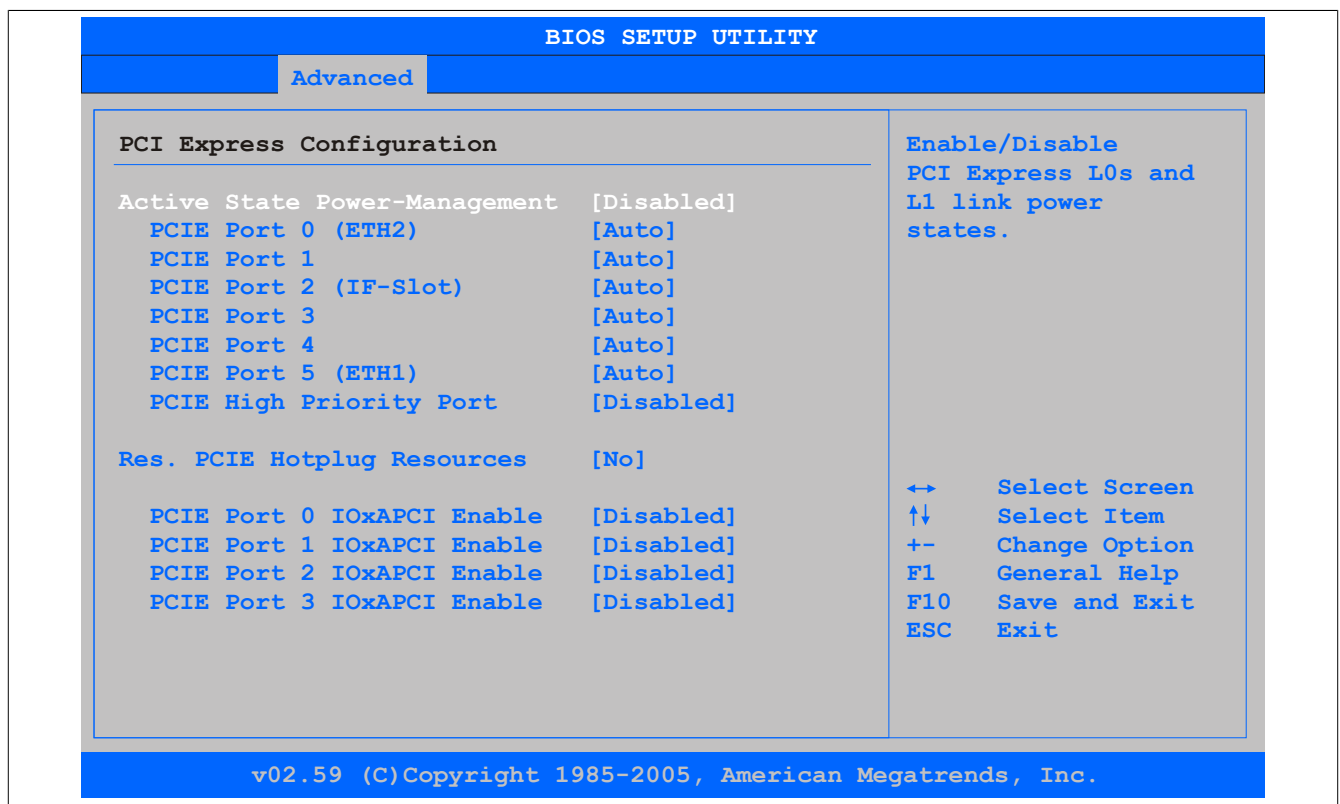 BIOS SETUP UTILITY
Advanced
PCI Express Configuration
Active State Power-Management [Disabled]
PCIE Port 0 (ETH2) [Auto]
PCIE Port 1 [Auto]
PCIE Port 2 (IF-Slot) [Auto]
PCIE Port 3 [Auto]
PCIE Port 4 [Auto]
PCIE Port 5 (ETH1) [Auto]
PCIE High Priority Port [Disabled]
Res. PCIE Hotplug Resources [No]
PCIE Port 0 IOxAPCI Enable [Disabled]
PCIE Port 1 IOxAPCI Enable [Disabled]
PCIE Port 2 IOxAPCI Enable [Disabled]
PCIE Port 3 IOxAPCI Enable [Disabled]
Enable/Disable
PCI Express L0s and
L1 link power
states.
↔ Select Screen
↑↓ Select Item
+- Change Option
F1 General Help
F10 Save and Exit
ESC Exit
v02.59 (C)Copyright 1985-2005, American Megatrends, Inc.